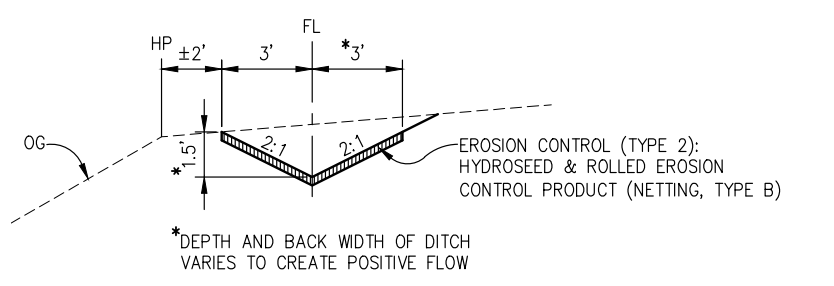 FL
HP
±2'
3'
*3'
OG
*1.5'
2:1
2:1
EROSION CONTROL (TYPE 2):
HYDROSEED & ROLLED EROSION
CONTROL PRODUCT (NETTING, TYPE B)
*DEPTH AND BACK WIDTH OF DITCH
VARIES TO CREATE POSITIVE FLOW